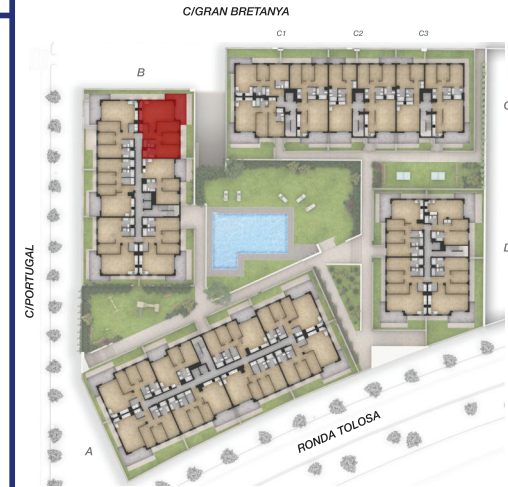 C/GRAN BRETANYA
C1
C2
C3
B
C/PORTUGAL
D
A
RONDA TOLOSA